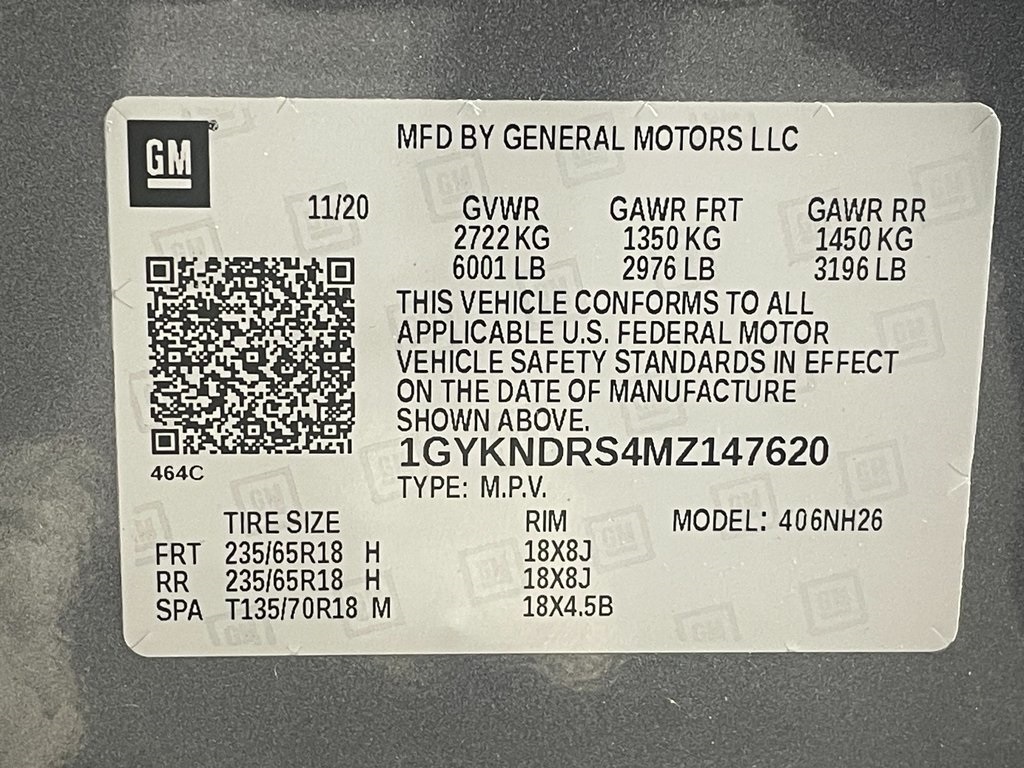 GM
MFD BY GENERAL MOTORS LLC
11/20 GVWR GAWR FRT GAWR RR
2722 KG 1350 KG 1450 KG
6001 LB 2976 LB 3196 LB
THIS VEHICLE CONFORMS TO ALL
APPLICABLE U.S. FEDERAL MOTOR
VEHICLE SAFETY STANDARDS IN EFFECT
ON THE DATE OF MANUFACTURE
SHOWN ABOVE.
1GYKNDRS4MZ147620
464C
TYPE: M.P.V.
TIRE SIZE RIM MODEL: 406NH26
FRT 235/65R18 H 18X8J
RR 235/65R18 H 18X8J
SPA T135/70R18 M 18X4.5B